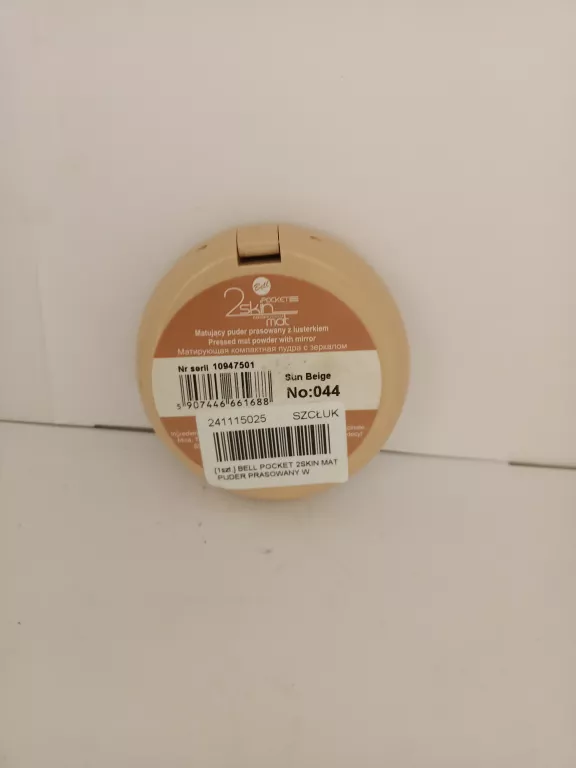 Bell
2skin POCKET
mat
Matujący puder prasowany z lusterkiem
Pressed mat powder with mirror
Матирующая компактная пудра с зеркалом
Nr serii 10947501
Sun Beige
No:044
5 907446 661688
241115025 SZCŁUK
(1szt.) BELL POCKET 2SKIN MAT
PUDER PRASOWANY W